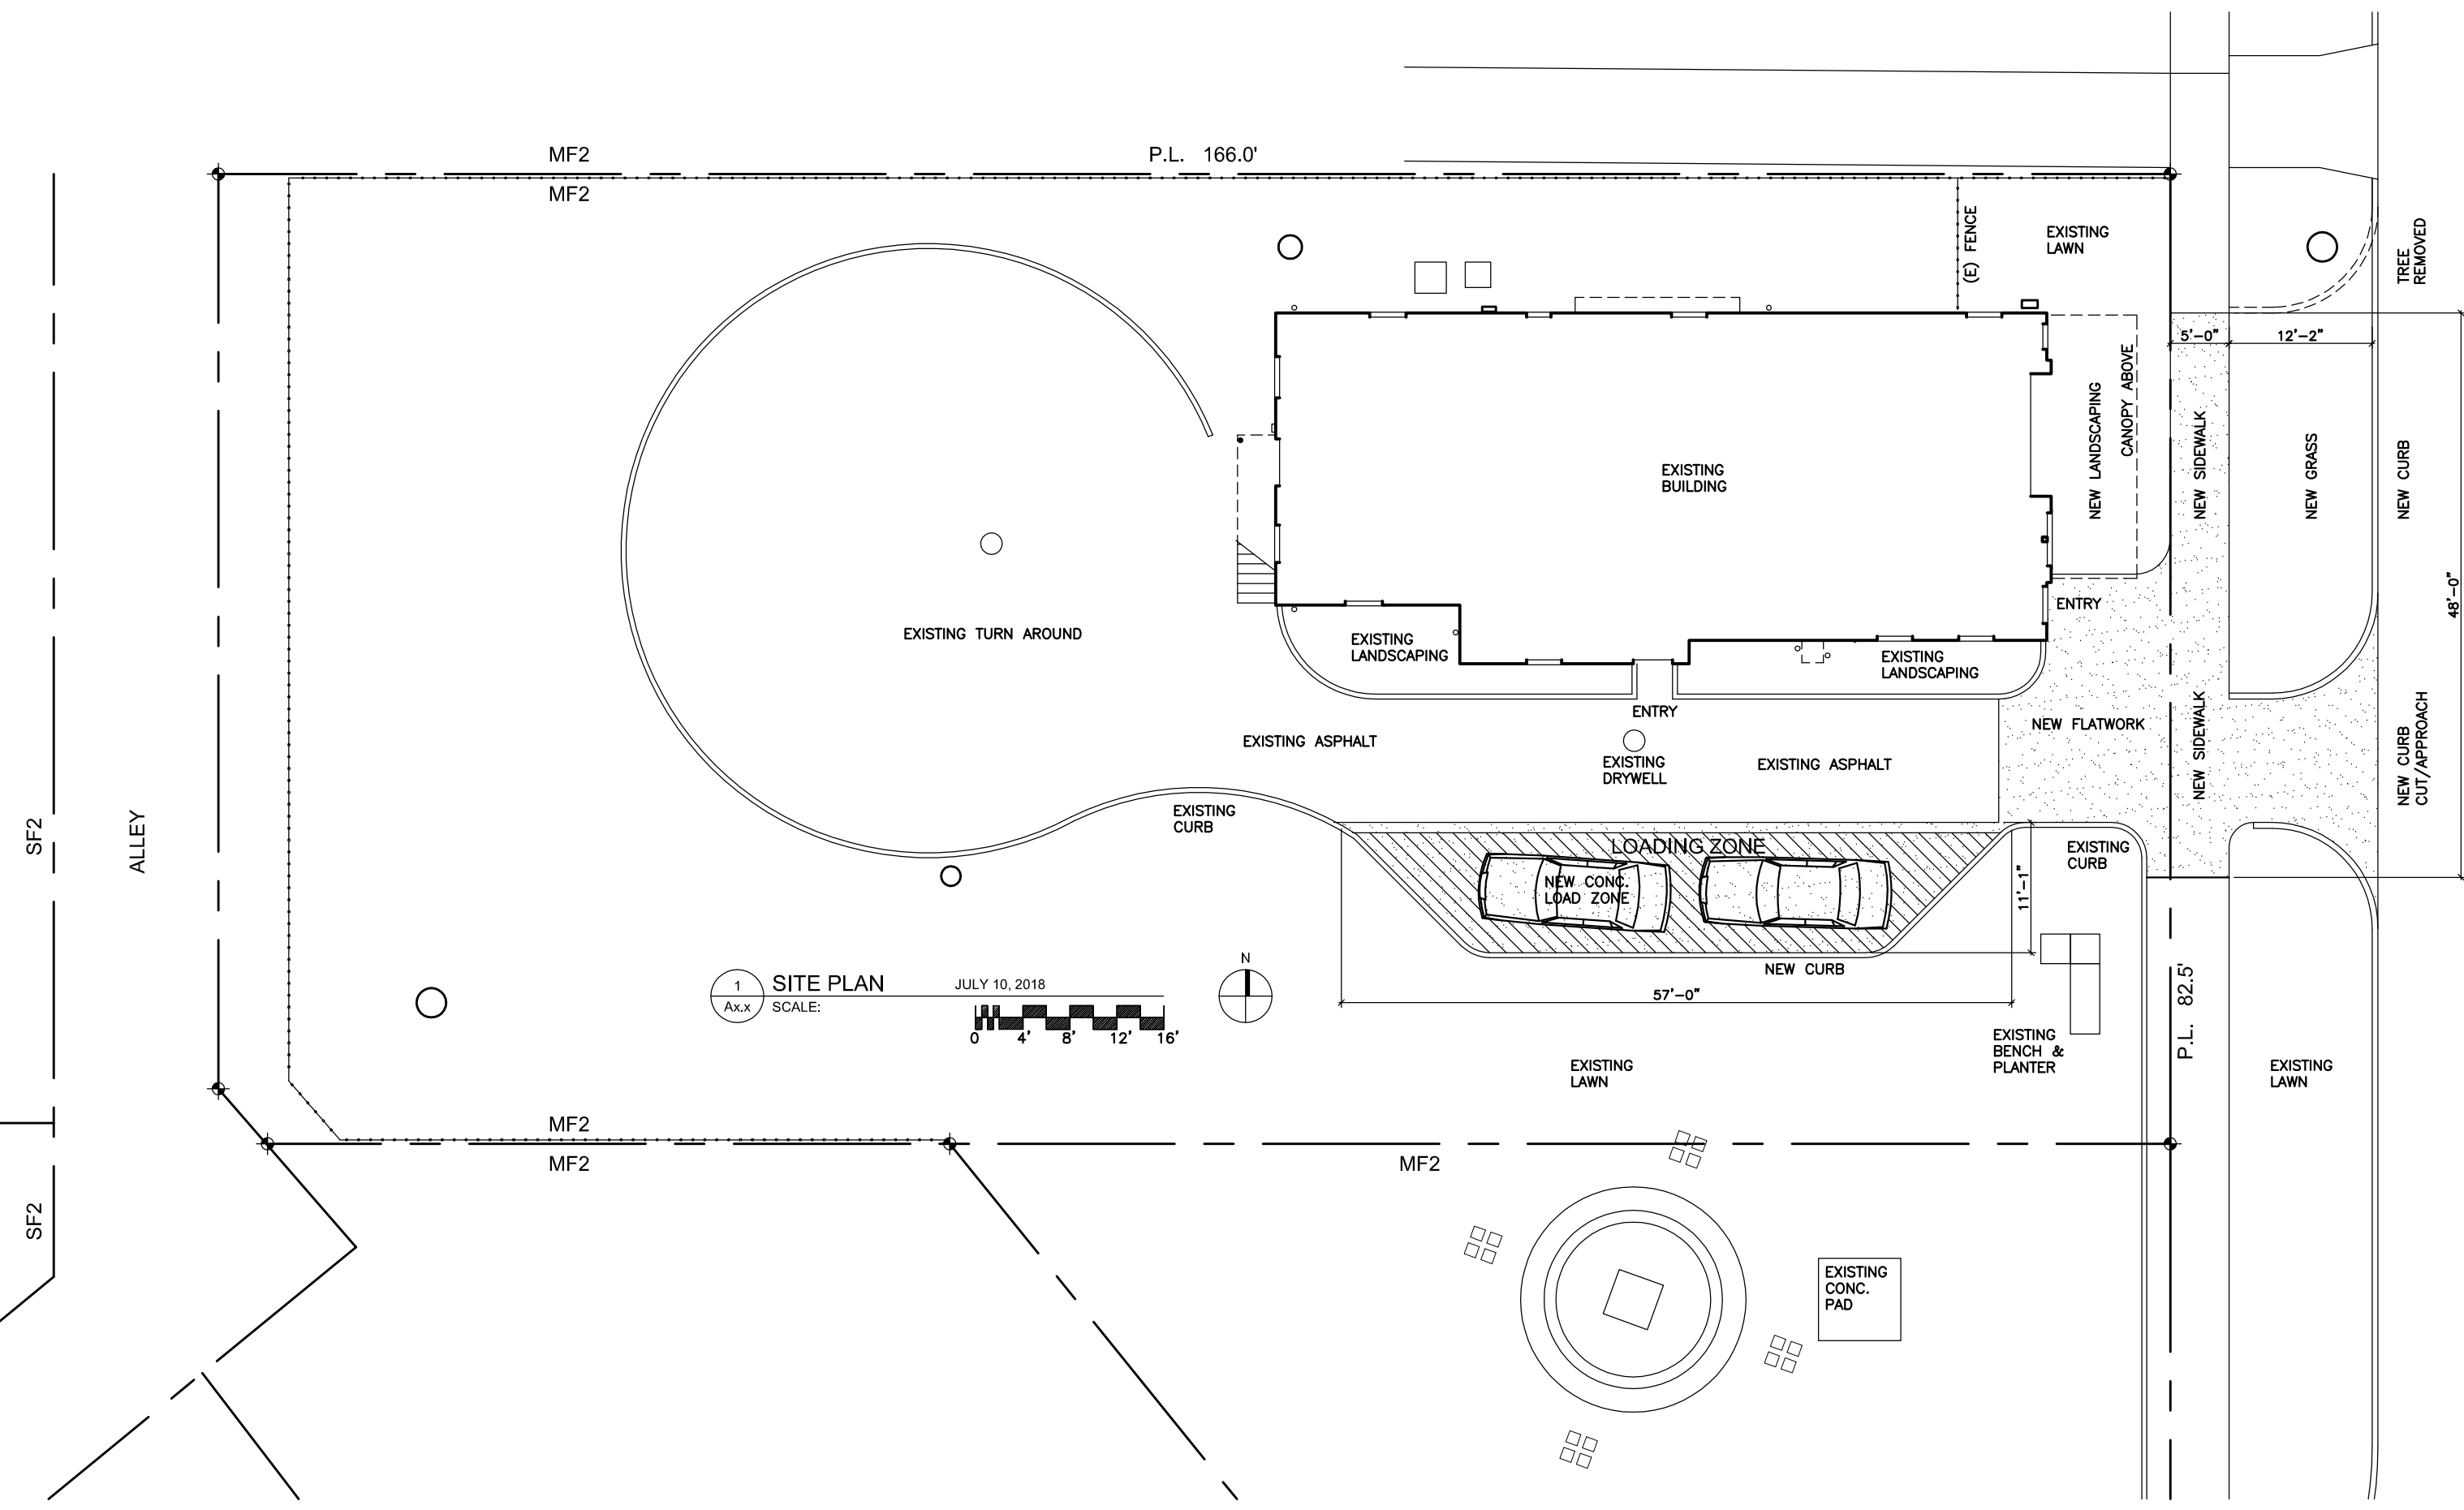 MF2
P.L. 166.0'
MF2
(E) FENCE
EXISTING
LAWN
TREE
REMOVED
5'-0"
12'-2"
NEW LANDSCAPING
CANOPY ABOVE
NEW SIDEWALK
NEW GRASS
NEW CURB
EXISTING
BUILDING
48'-0"
ENTRY
EXISTING TURN AROUND
EXISTING
LANDSCAPING
EXISTING
LANDSCAPING
ENTRY
NEW FLATWORK
NEW SIDEWALK
NEW CURB
CUT/APPROACH
EXISTING ASPHALT
EXISTING
DRYWELL
EXISTING ASPHALT
SF2
ALLEY
EXISTING
CURB
LOADING ZONE
NEW CONC.
LOAD ZONE
11'-1"
EXISTING
CURB
NEW CURB
57'-0"
1
Ax.x
SITE PLAN
JULY 10, 2018
SCALE:
0 4' 8' 12' 16'
N
P.L. 82.5'
EXISTING
BENCH &
PLANTER
EXISTING
LAWN
EXISTING
LAWN
MF2
MF2
MF2
SF2
EXISTING
CONC.
PAD